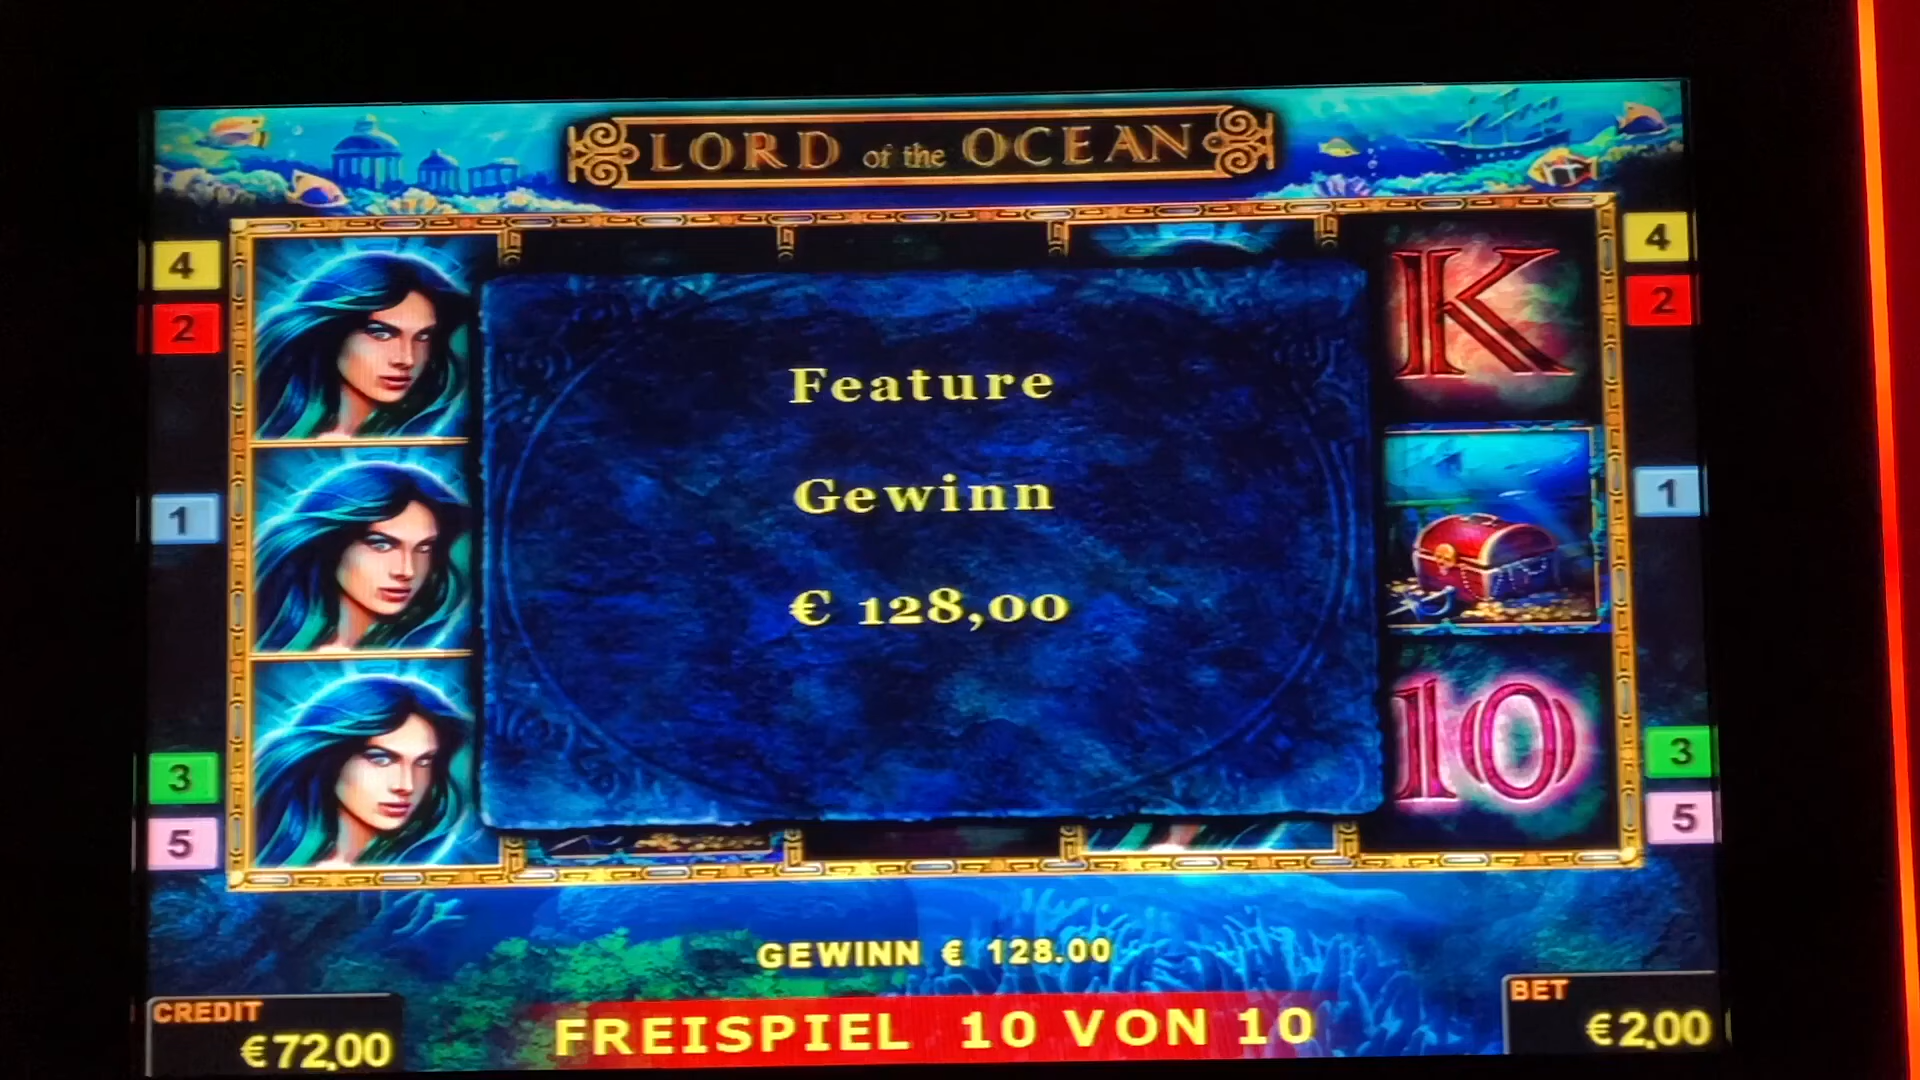 LORD of the OCEAN
4
4
K
2
2
Feature
1
Gewinn
1
€ 128,00
10
3
3
5
5
GEWINN € 128.00
CREDIT
€72,00
FREISPIEL 10 VON 10
BET
€2,00